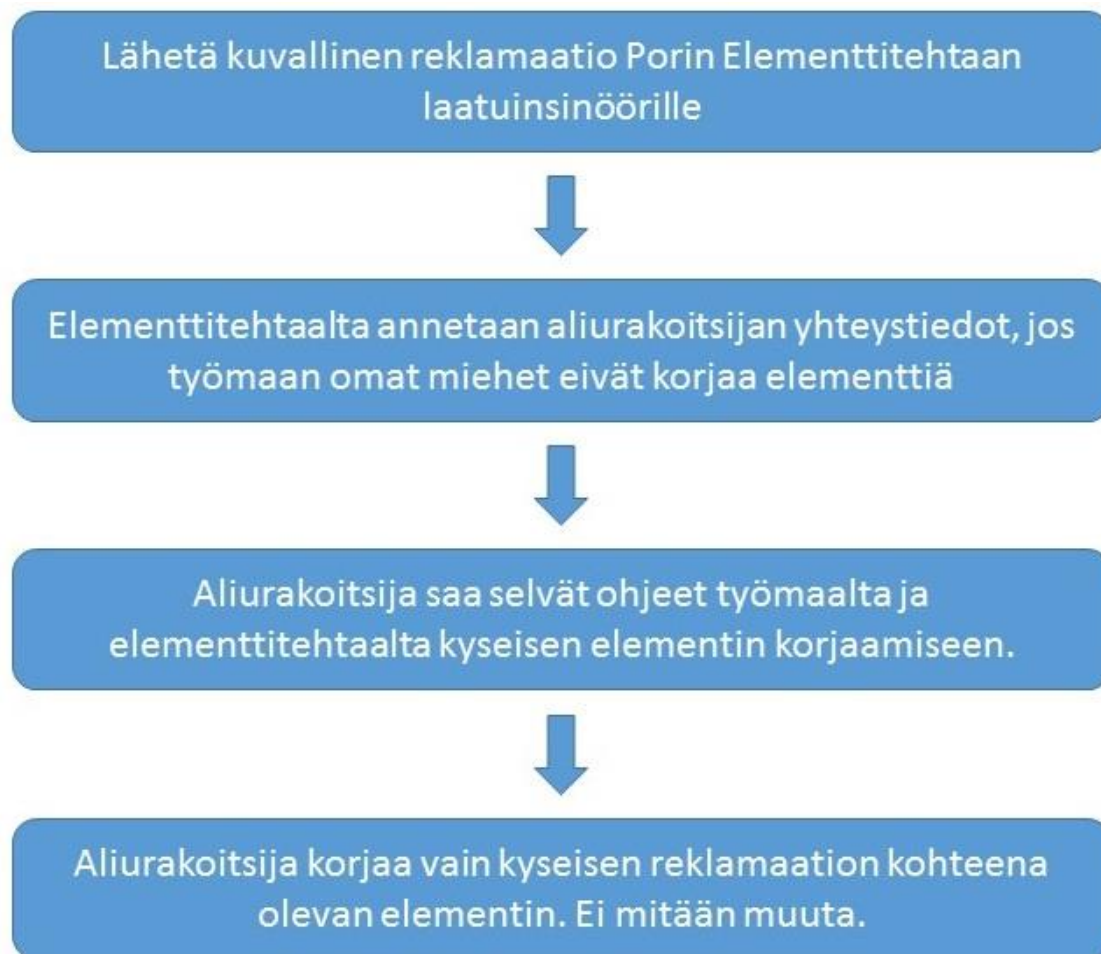 Lähetä kuvallinen reklamaatio Porin Elementtitehtaan
laatuinsinöörille
Elementtitehtaalta annetaan aliurakoitsijan yhteystiedot, jos
työmaan omat miehet eivät korjaa elementtiä
Aliurakoitsija saa selvät ohjeet työmaalta ja
elementtitehtaalta kyseisen elementin korjaamiseen.
Aliurakoitsija korjaa vain kyseisen reklamaation kohteena
olevan elementin. Ei mitään muuta.